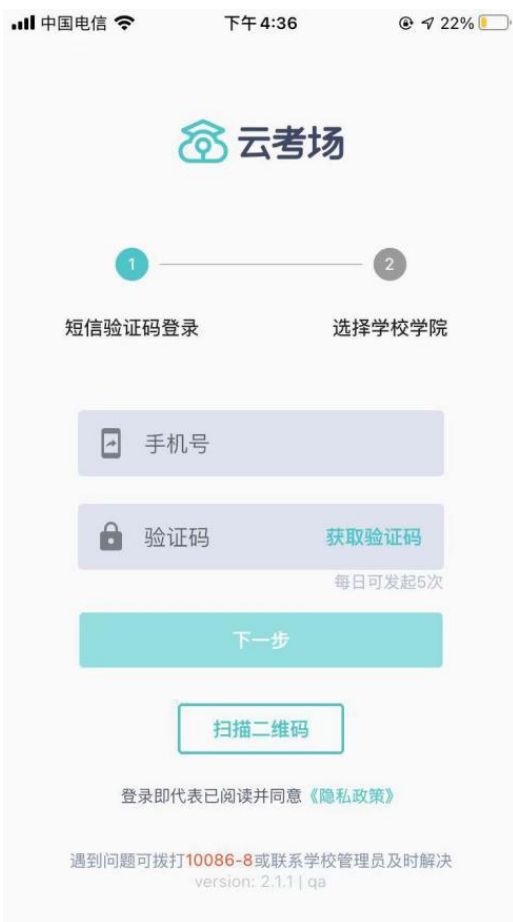 中国电信 下午4:36 22%
云考场
1 2
短信验证码登录 选择学校学院
手机号
验证码 获取验证码
每日可发起5次
下一步
扫描二维码
登录即代表已阅读并同意《隐私政策》
遇到问题可拨打10086-8或联系学校管理员及时解决
version: 2.1.1 | qa